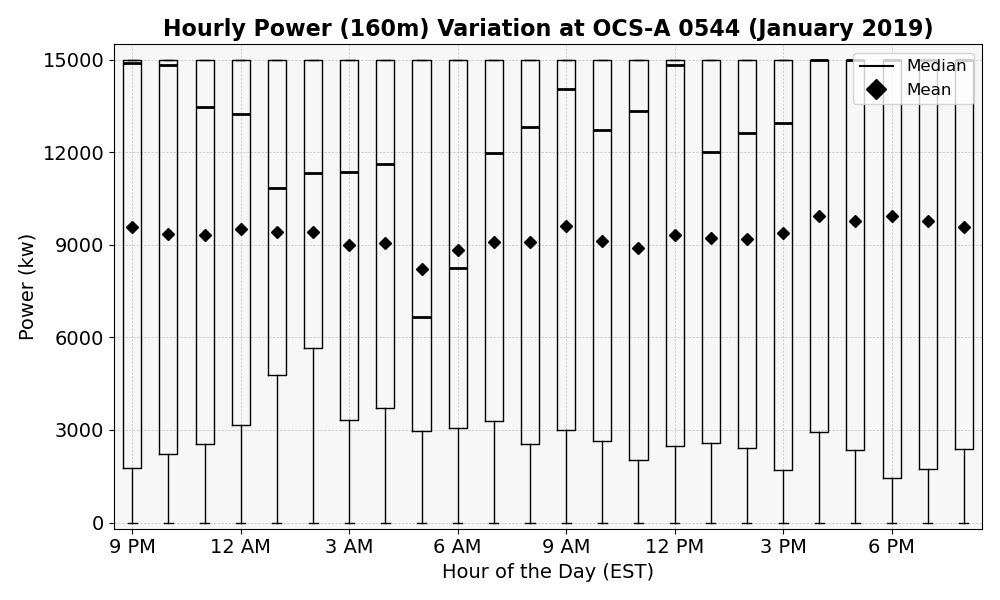 Hourly Power (160m) Variation at OCS-A 0544 (January 2019)
Median
Mean
Power (kw)
15000
12000
9000
6000
3000
0
9 PM 12 AM 3 AM 6 AM 9 AM 12 PM 3 PM 6 PM
Hour of the Day (EST)